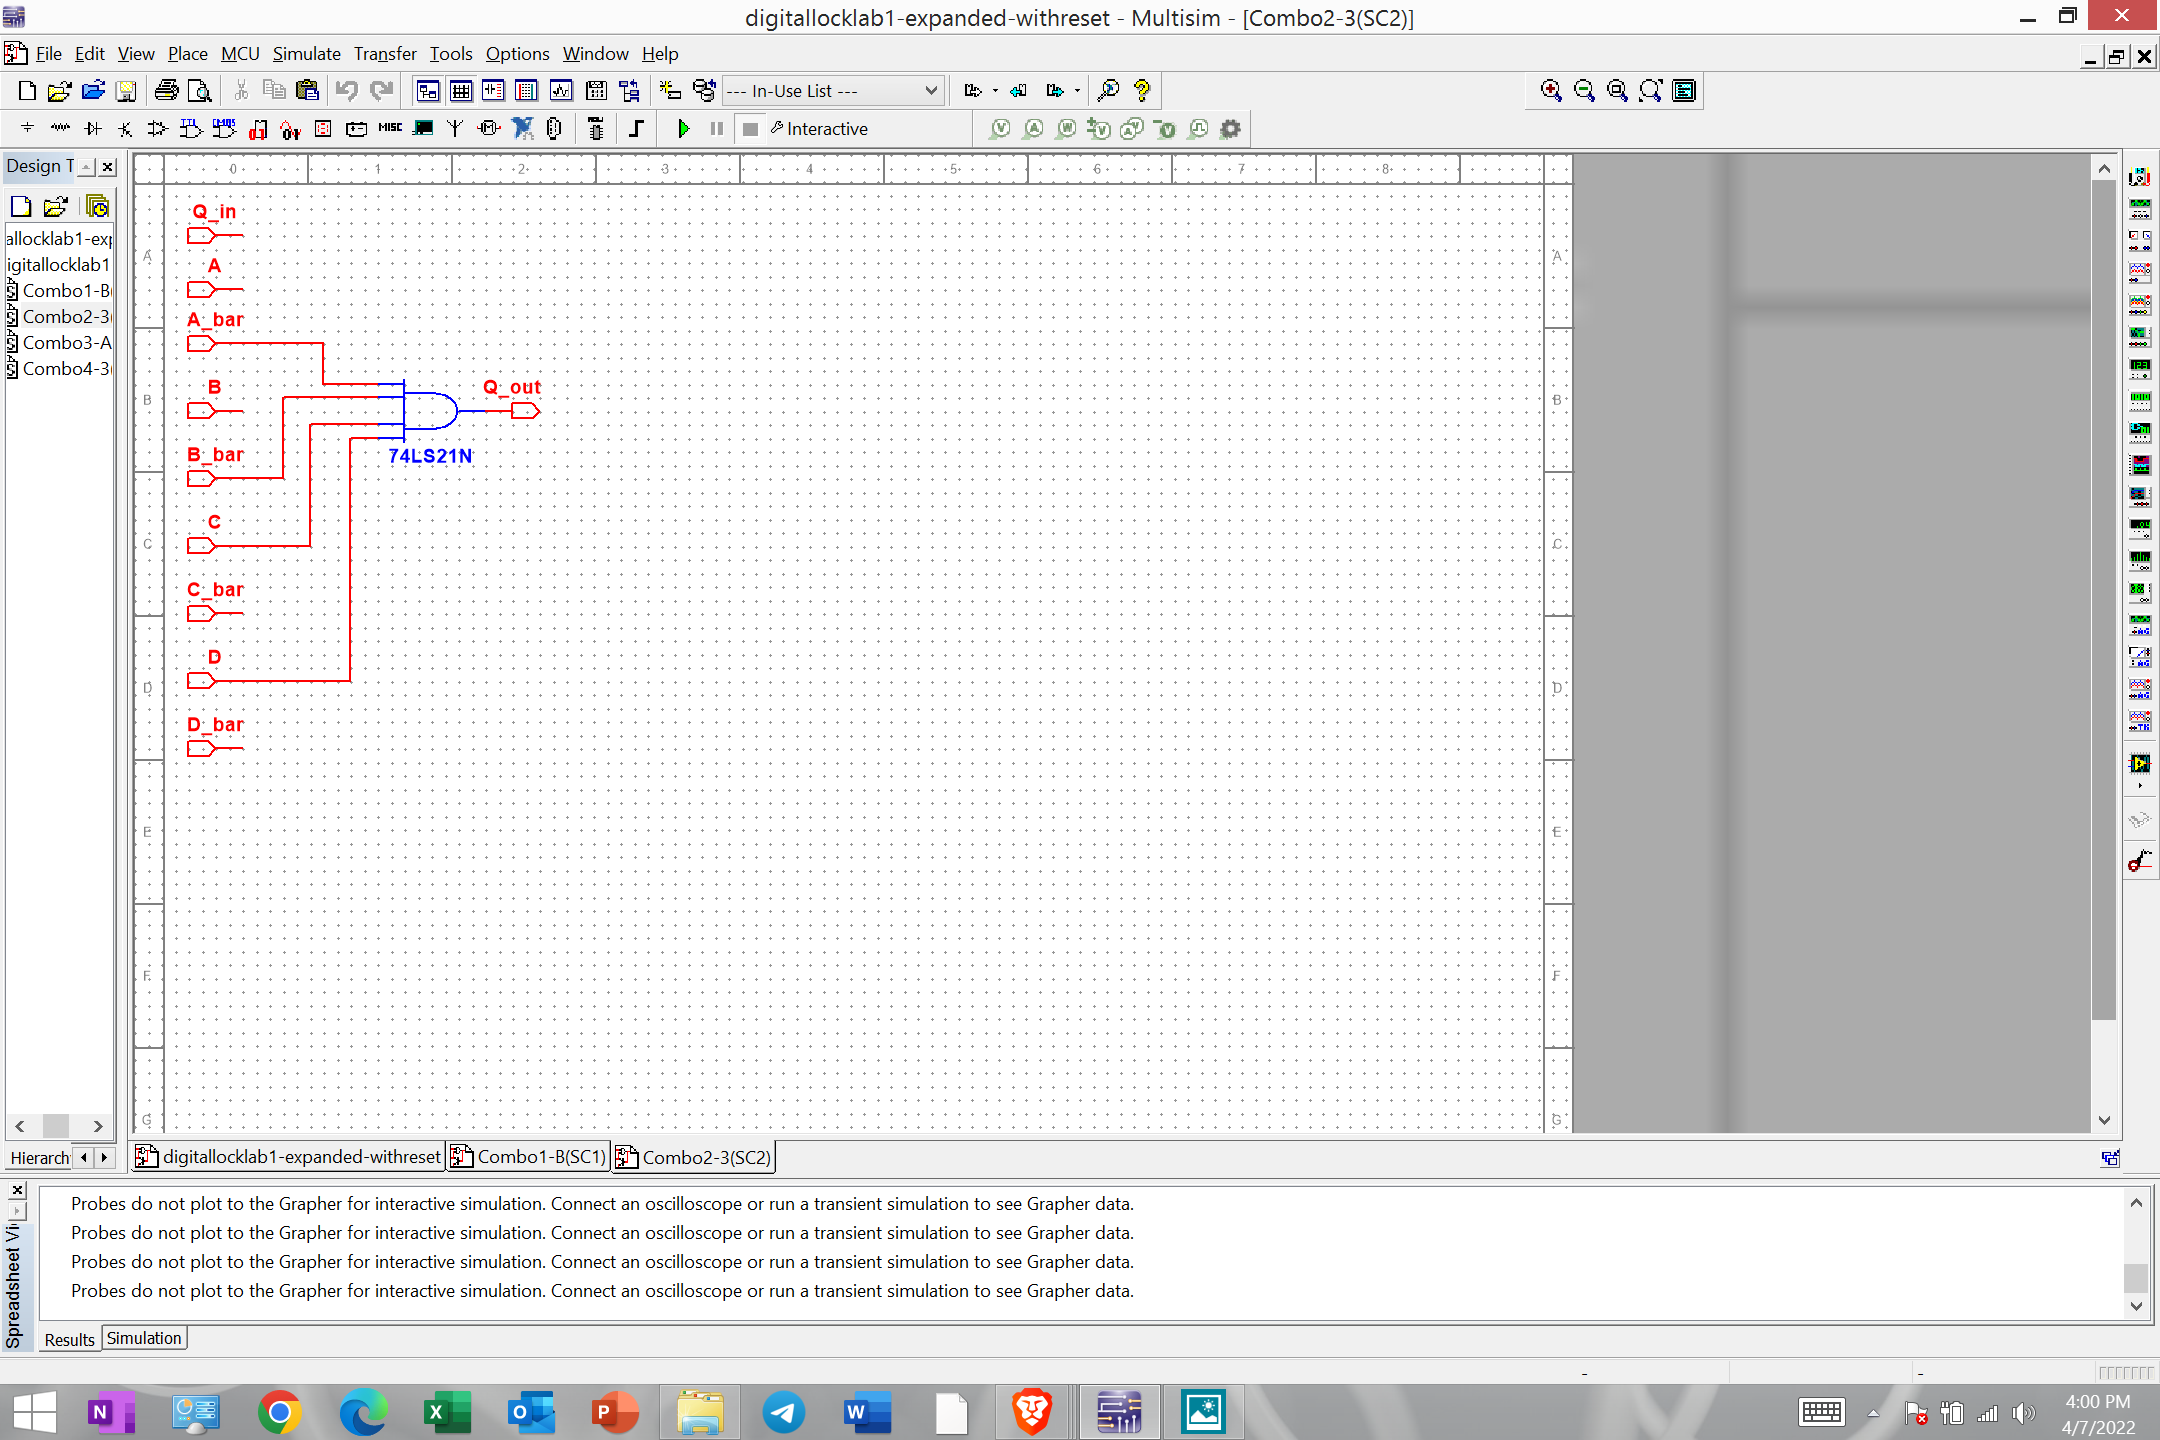 digitallocklab1-expanded-withreset - Multisim - [Combo2-3(SC2)]
File Edit View Place MCU Simulate Transfer Tools Options Window Help
--- In-Use List ---
MISC Interactive
Design T
allocklab1-exp
igitallocklab1
Combo1-B(
Combo2-3(
Combo3-A
Combo4-3(
Hierarch
0 1 2 3 4 5 6 7 8
A A
B B
C C
D D
E E
F F
G G
Q_in
A
A_bar
B
Q_out
B_bar
74LS21N
C
C_bar
D
D_bar
digitallocklab1-expanded-withreset Combo1-B(SC1) Combo2-3(SC2)
Spreadsheet Vi
Probes do not plot to the Grapher for interactive simulation. Connect an oscilloscope or run a transient simulation to see Grapher data.
Probes do not plot to the Grapher for interactive simulation. Connect an oscilloscope or run a transient simulation to see Grapher data.
Probes do not plot to the Grapher for interactive simulation. Connect an oscilloscope or run a transient simulation to see Grapher data.
Probes do not plot to the Grapher for interactive simulation. Connect an oscilloscope or run a transient simulation to see Grapher data.
Results Simulation
- -
4:00 PM
4/7/2022